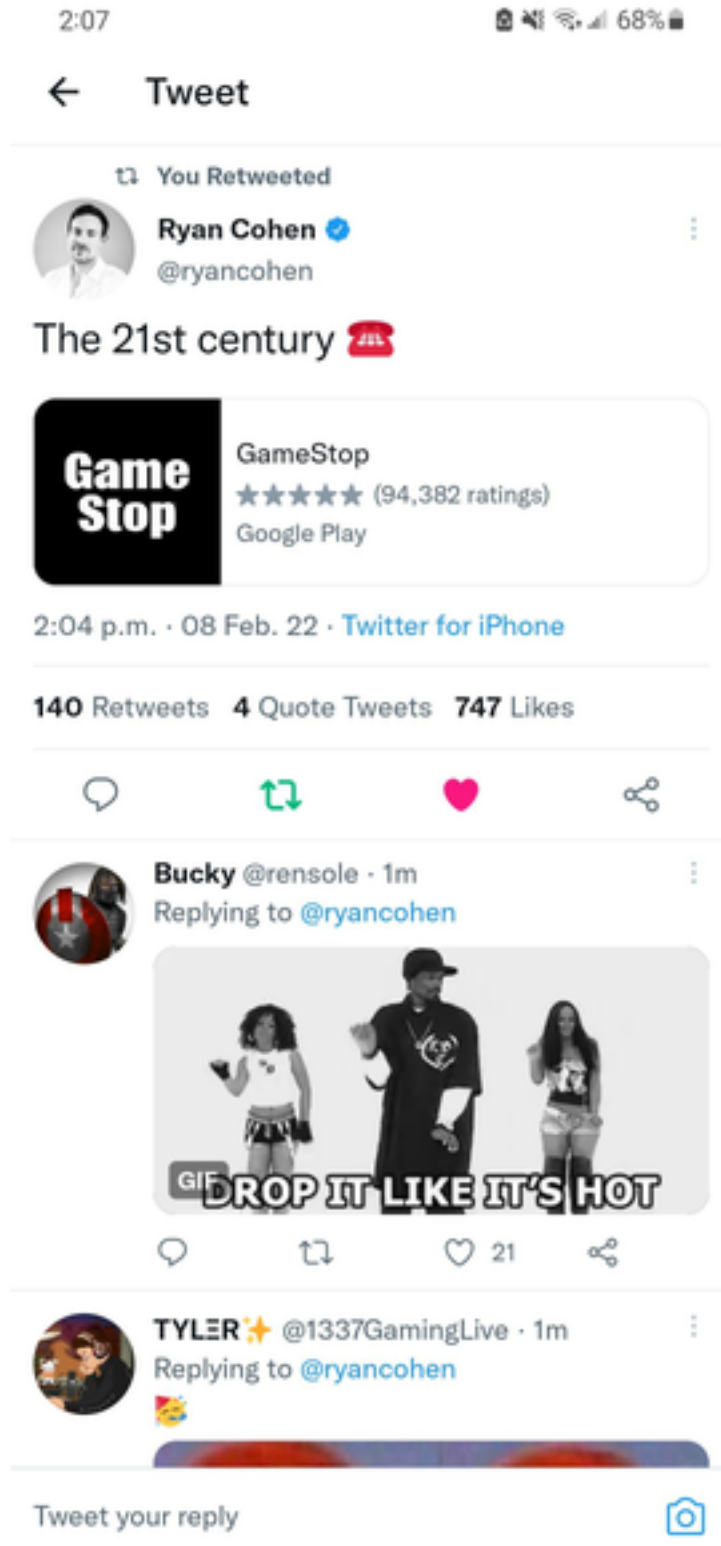 2:07 68%
Tweet
You Retweeted
Ryan Cohen
@ryancohen
The 21st century ☎️
Game
Stop
GameStop
★★★★★ (94,382 ratings)
Google Play
2:04 p.m. · 08 Feb. 22 · Twitter for iPhone
140 Retweets 4 Quote Tweets 747 Likes
Bucky @rensole · 1m
Replying to @ryancohen
GIF
DROP IT LIKE IT'S HOT
21
TYLΞR✨ @1337GamingLive · 1m
Replying to @ryancohen
🥳
Tweet your reply